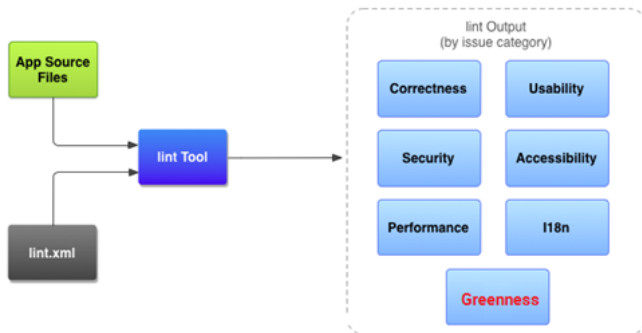 App Source
Files
lint Tool
lint.xml
lint Output
(by issue category)
Correctness
Usability
Security
Accessibility
Performance
I18n
Greenness